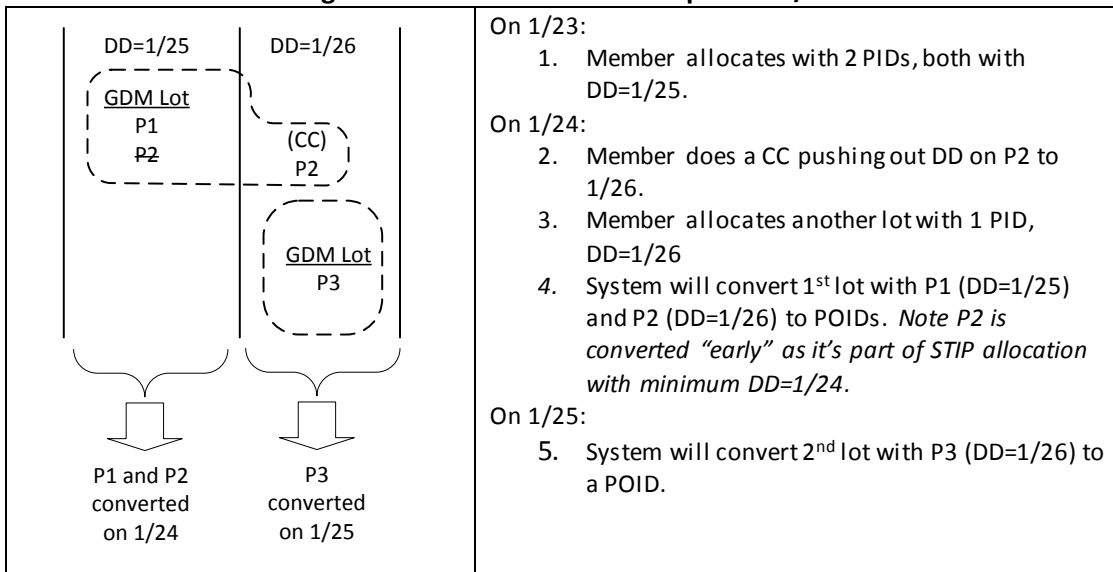 DD=1/25 DD=1/26
GDM Lot
P1
P2
(CC)
P2
GDM Lot
P3
P1 and P2
converted
on 1/24
P3
converted
on 1/25
On 1/23:
1. Member allocates with 2 PIDs, both with
DD=1/25.
On 1/24:
2. Member does a CC pushing out DD on P2 to
1/26.
3. Member allocates another lot with 1 PID,
DD=1/26
4. System will convert 1st lot with P1 (DD=1/25)
and P2 (DD=1/26) to POIDs. Note P2 is
converted “early” as it’s part of STIP allocation
with minimum DD=1/24.
On 1/25:
5. System will convert 2nd lot with P3 (DD=1/26) to
a POID.